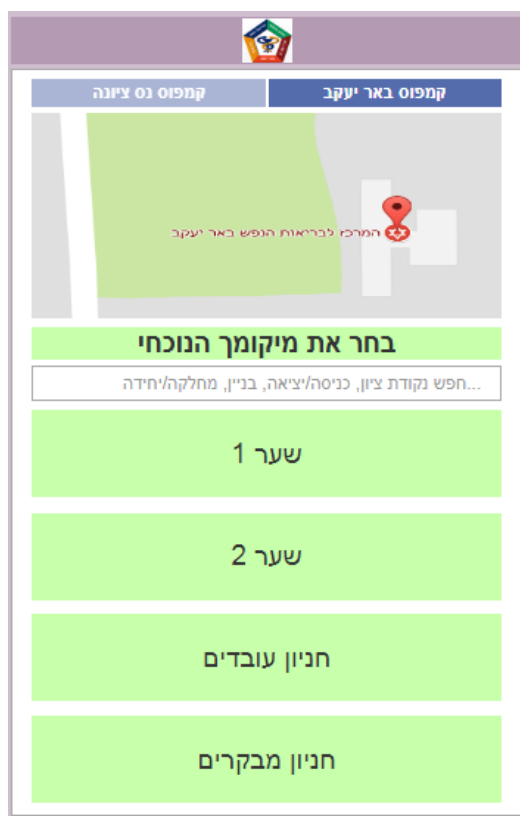 קמפוס באר יעקב
קמפוס נס ציונה
המרכז לבריאות הנפש באר יעקב
בחר את מיקומך הנוכחי
חפש נקודת ציון, כניסה/יציאה, בניין, מחלקה/יחידה...
שער 1
שער 2
חניון עובדים
חניון מבקרים